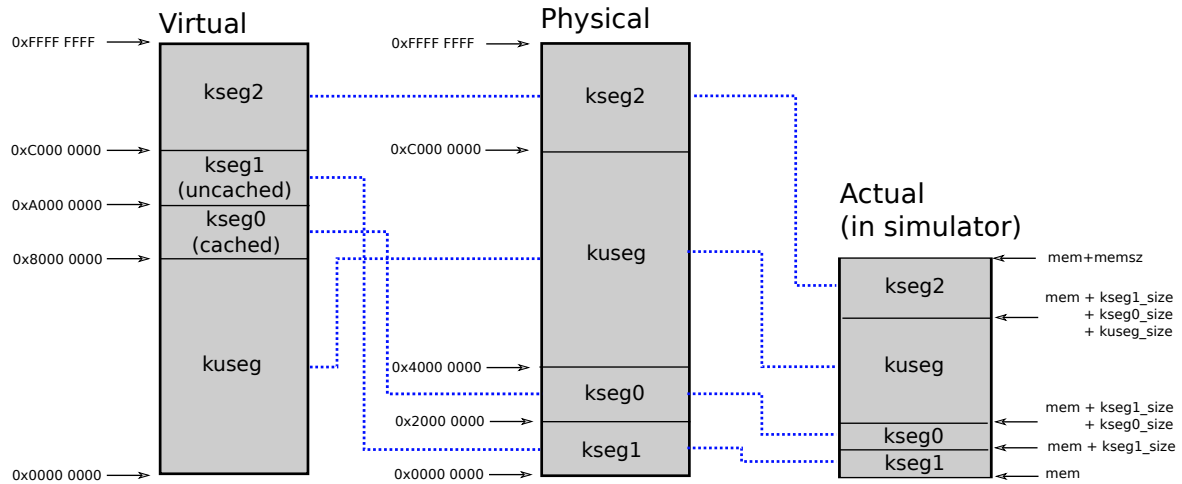 Virtual
0xFFFF FFFF
kseg2
0xC000 0000
kseg1
(uncached)
0xA000 0000
kseg0
(cached)
0x8000 0000
kuseg
0x0000 0000
Physical
0xFFFF FFFF
kseg2
0xC000 0000
kuseg
0x4000 0000
kseg0
0x2000 0000
kseg1
0x0000 0000
Actual
(in simulator)
mem+memsz
kseg2
mem + kseg1_size
+ kseg0_size
+ kuseg_size
kuseg
mem + kseg1_size
+ kseg0_size
kseg0
mem + kseg1_size
kseg1
mem